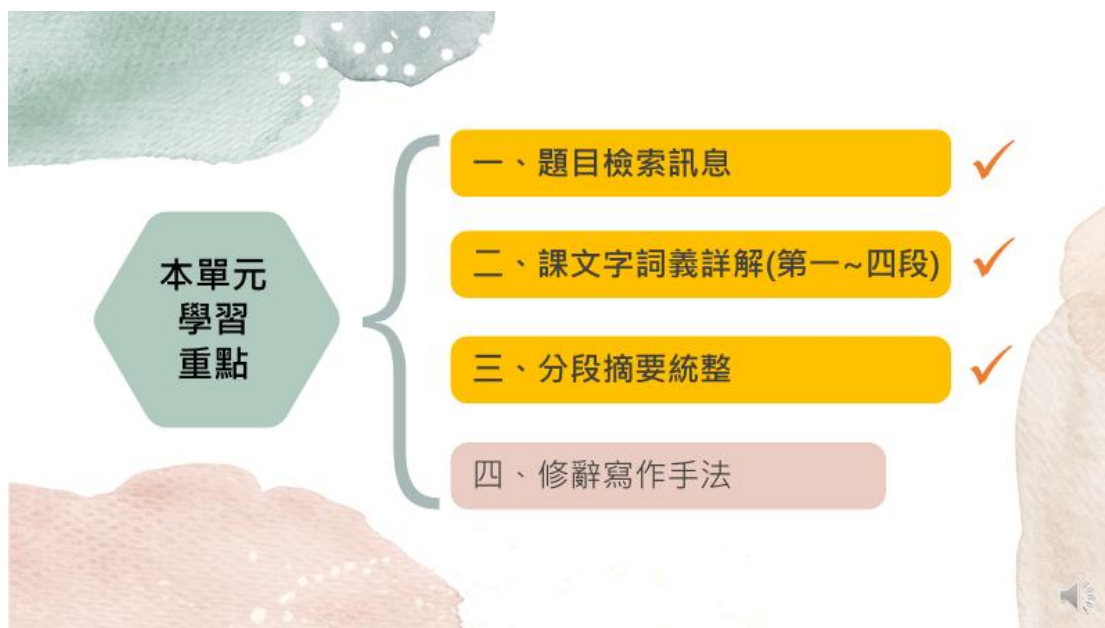 本單元
學習
重點
一、題目檢索訊息
二、課文字詞義詳解(第一~四段)
三、分段摘要統整
四、修辭寫作手法